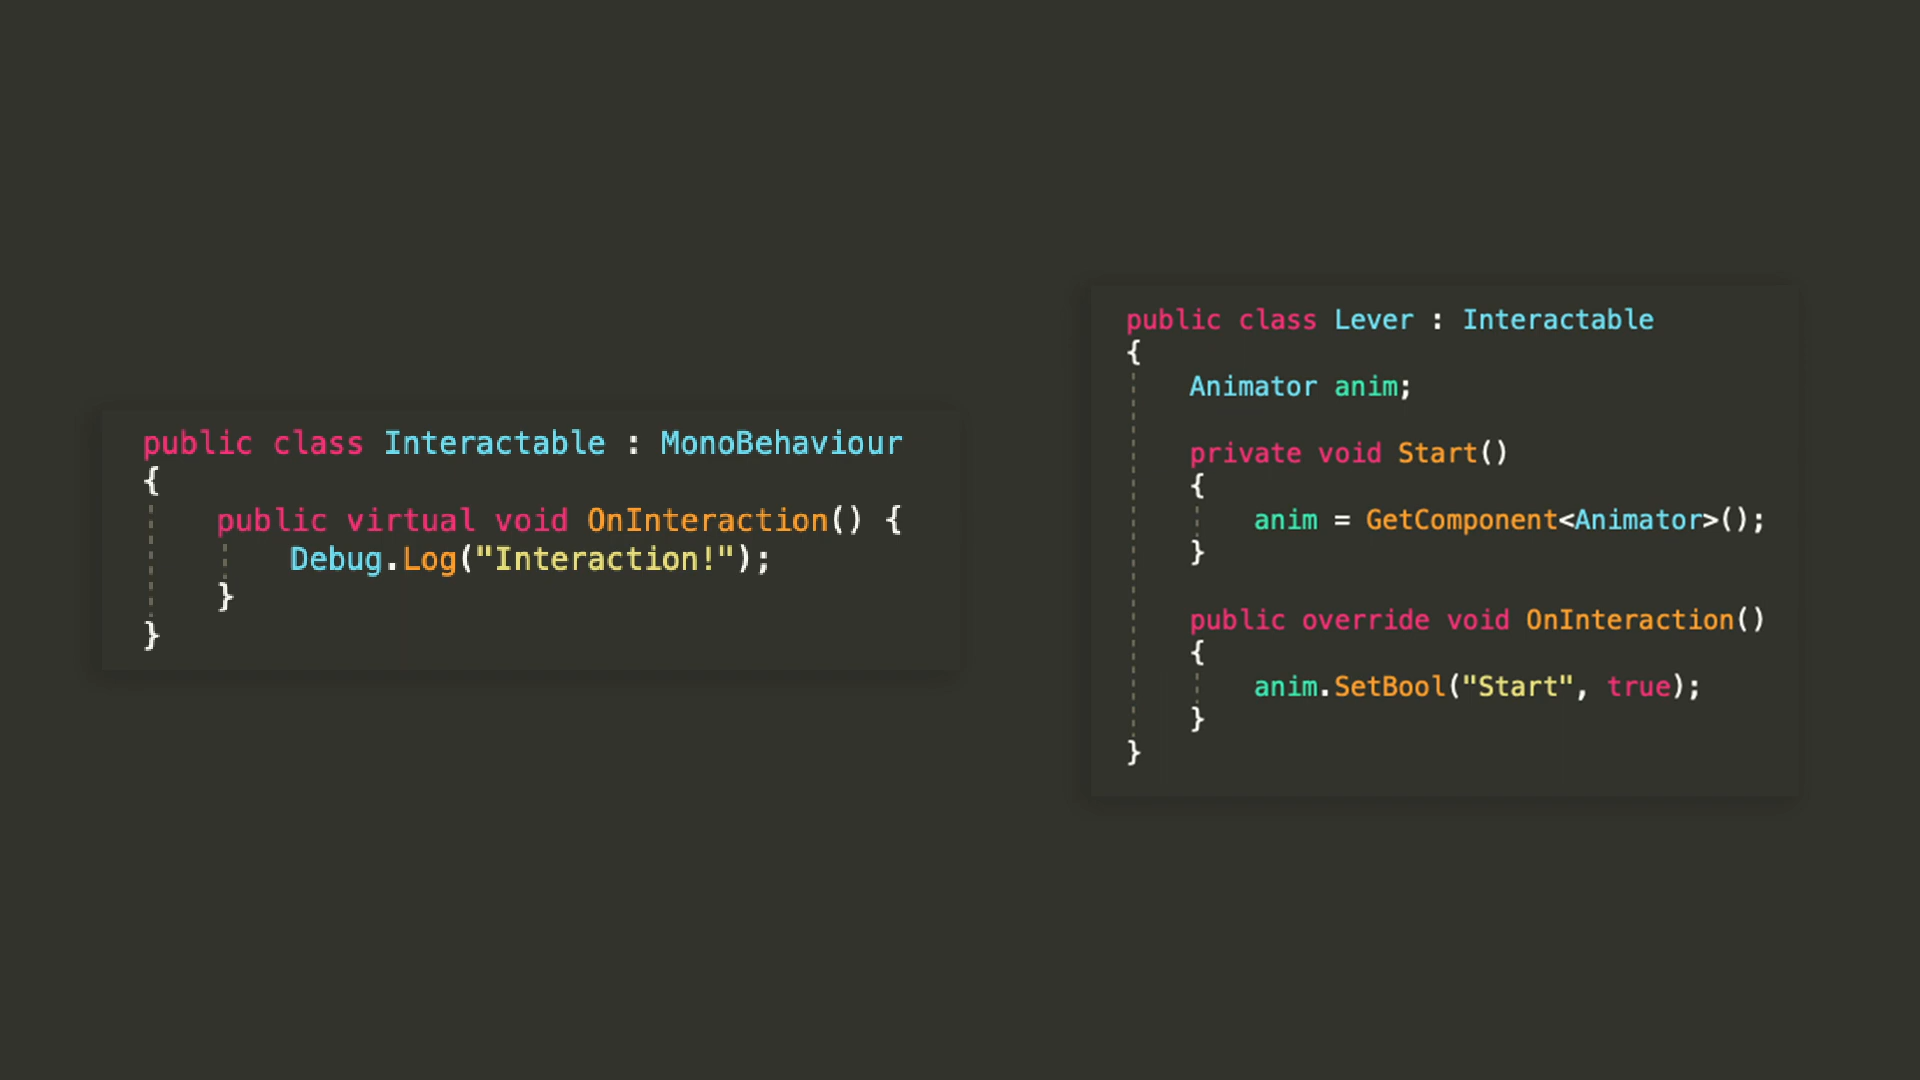 public class Interactable : MonoBehaviour
{
public virtual void OnInteraction() {
Debug.Log("Interaction!");
}
}
public class Lever : Interactable
{
Animator anim;
private void Start()
{
anim = GetComponent<Animator>();
}
public override void OnInteraction()
{
anim.SetBool("Start", true);
}
}